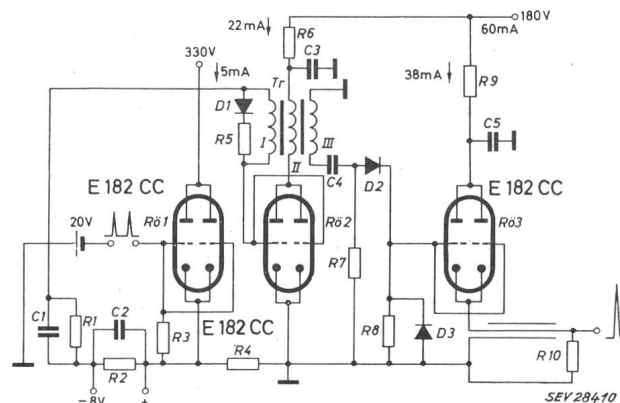 22mA
R6
180V
60mA
330V
5mA
C3
38mA
R9
Tr
D1
C5
R5
I
II
III
E 182 CC
C4
D2
E 182 CC
20V
Rö1
Rö2
Rö3
R7
C1
R1
C2
R3
E 182 CC
R8
D3
R2
R4
R10
-8V
+
SEV 28410